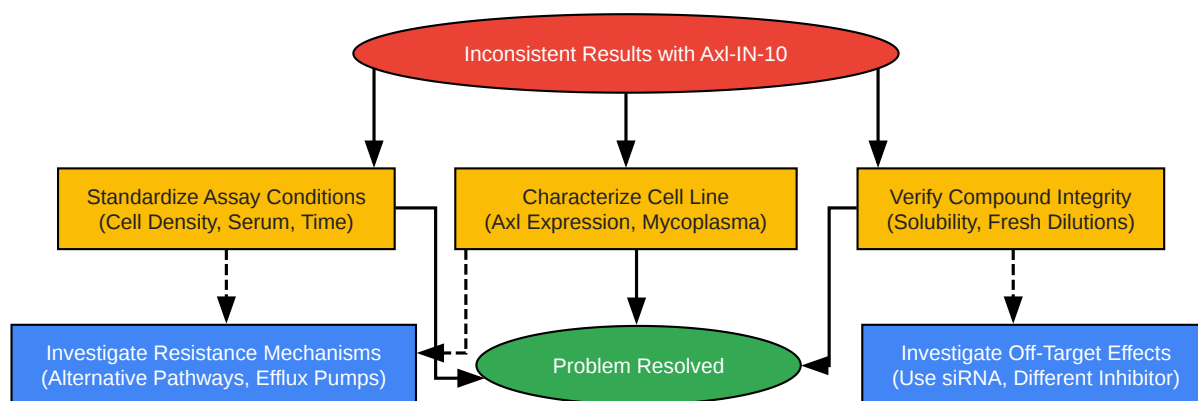 Inconsistent Results with Axl-IN-10
Standardize Assay Conditions
(Cell Density, Serum, Time)
Characterize Cell Line
(Axl Expression, Mycoplasma)
Verify Compound Integrity
(Solubility, Fresh Dilutions)
Investigate Resistance Mechanisms
(Alternative Pathways, Efflux Pumps)
Problem Resolved
Investigate Off-Target Effects
(Use siRNA, Different Inhibitor)